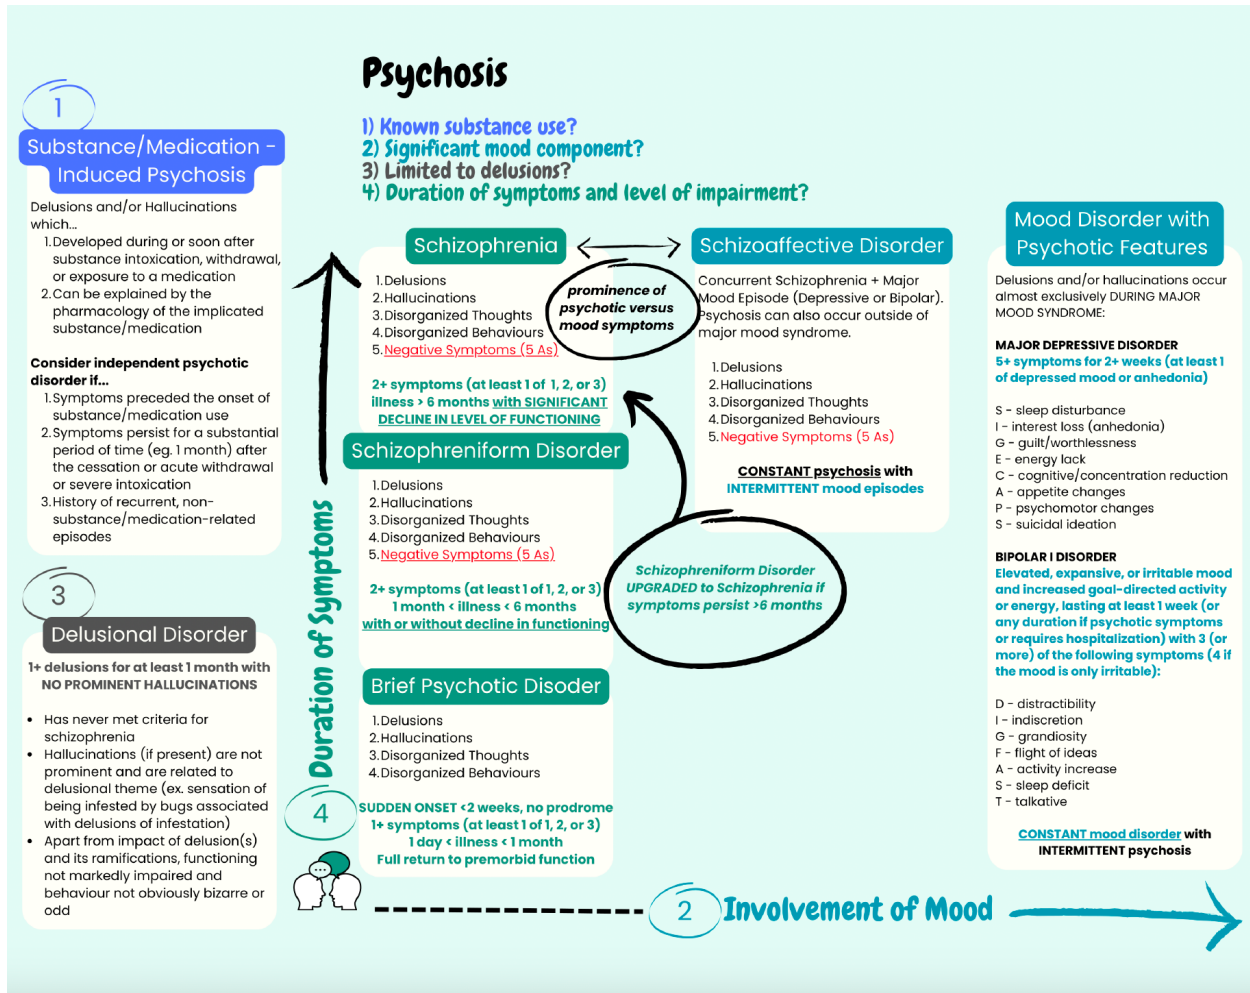 Psychosis
1) Known substance use?
2) Significant mood component?
3) Limited to delusions?
4) Duration of symptoms and level of impairment?
1
Substance/Medication -
Induced Psychosis
Delusions and/or Hallucinations
which...
1. Developed during or soon after
substance intoxication, withdrawal,
or exposure to a medication
2. Can be explained by the
pharmacology of the implicated
substance/medication
Consider independent psychotic
disorder if...
1. Symptoms preceded the onset of
substance/medication use
2. Symptoms persist for a substantial
period of time (eg. 1 month) after
the cessation or acute withdrawal
or severe intoxication
3. History of recurrent, non-
substance/medication-related
episodes
3
Delusional Disorder
1+ delusions for at least 1 month with
NO PROMINENT HALLUCINATIONS
• Has never met criteria for
schizophrenia
• Hallucinations (if present) are not
prominent and are related to
delusional theme (ex. sensation of
being infested by bugs associated
with delusions of infestation)
• Apart from impact of delusion(s)
and its ramifications, functioning
not markedly impaired and
behaviour not obviously bizarre or
odd
Duration of Symptoms
4
Schizophrenia
1. Delusions
2. Hallucinations
3. Disorganized Thoughts
4. Disorganized Behaviours
5. Negative Symptoms (5 As)
2+ symptoms (at least 1 of 1, 2, or 3)
illness > 6 months with SIGNIFICANT
DECLINE IN LEVEL OF FUNCTIONING
prominence of
psychotic versus
mood symptoms
Schizophreniform Disorder
1. Delusions
2. Hallucinations
3. Disorganized Thoughts
4. Disorganized Behaviours
5. Negative Symptoms (5 As)
2+ symptoms (at least 1 of 1, 2, or 3)
1 month < illness < 6 months
with or without decline in functioning
Schizophreniform Disorder
UPGRADED to Schizophrenia if
symptoms persist >6 months
Brief Psychotic Disoder
1. Delusions
2. Hallucinations
3. Disorganized Thoughts
4. Disorganized Behaviours
SUDDEN ONSET <2 weeks, no prodrome
1+ symptoms (at least 1 of 1, 2, or 3)
1 day < illness < 1 month
Full return to premorbid function
Schizoaffective Disorder
Concurrent Schizophrenia + Major
Mood Episode (Depressive or Bipolar).
Psychosis can also occur outside of
major mood syndrome.
1. Delusions
2. Hallucinations
3. Disorganized Thoughts
4. Disorganized Behaviours
5. Negative Symptoms (5 As)
CONSTANT psychosis with
INTERMITTENT mood episodes
Mood Disorder with
Psychotic Features
Delusions and/or hallucinations occur
almost exclusively DURING MAJOR
MOOD SYNDROME:
MAJOR DEPRESSIVE DISORDER
5+ symptoms for 2+ weeks (at least 1
of depressed mood or anhedonia)
S - sleep disturbance
I - interest loss (anhedonia)
G - guilt/worthlessness
E - energy lack
C - cognitive/concentration reduction
A - appetite changes
P - psychomotor changes
S - suicidal ideation
BIPOLAR I DISORDER
Elevated, expansive, or irritable mood
and increased goal-directed activity
or energy, lasting at least 1 week (or
any duration if psychotic symptoms
or requires hospitalization) with 3 (or
more) of the following symptoms (4 if
the mood is only irritable):
D - distractibility
I - indiscretion
G - grandiosity
F - flight of ideas
A - activity increase
S - sleep deficit
T - talkative
CONSTANT mood disorder with
INTERMITTENT psychosis
2
Involvement of Mood